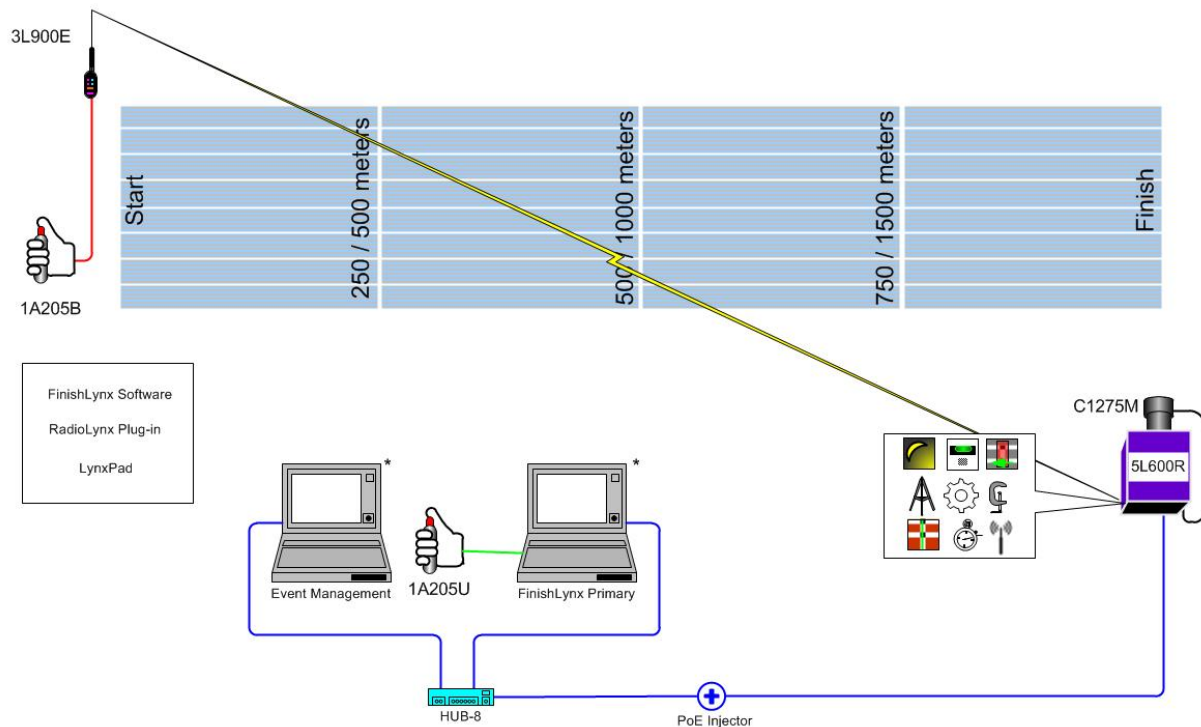 3L900E
Start
250 / 500 meters
500 / 1000 meters
750 / 1500 meters
Finish
1A205B
FinishLynx Software
RadioLynx Plug-in
LynxPad
C1275M
5L600R
*
*
1A205U
Event Management
FinishLynx Primary
HUB-8
PoE Injector